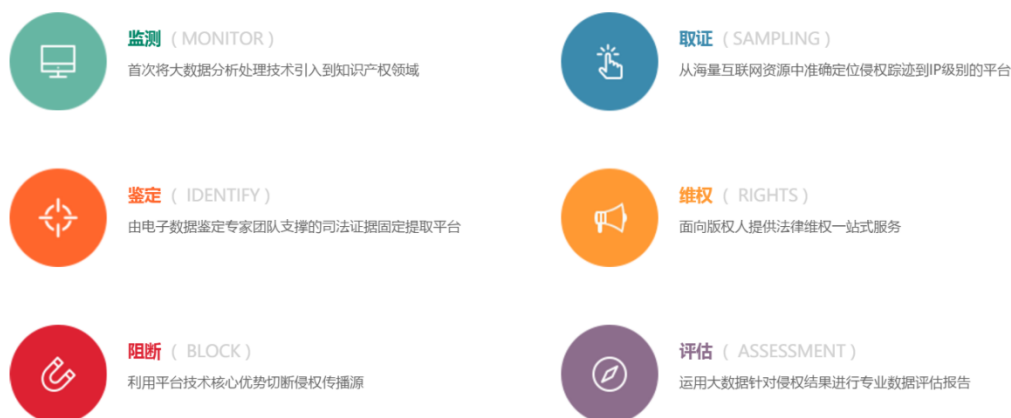 监测 ( MONITOR )
首次将大数据分析处理技术引入到知识产权领域
取证 ( SAMPLING )
从海量互联网资源中准确定位侵权踪迹到IP级别的平台
鉴定 ( IDENTIFY )
由电子数据鉴定专家团队支撑的司法证据固定提取平台
维权 ( RIGHTS )
面向版权人提供法律维权一站式服务
阻断 ( BLOCK )
利用平台技术核心优势切断侵权传播源
评估 ( ASSESSMENT )
运用大数据针对侵权结果进行专业数据评估报告